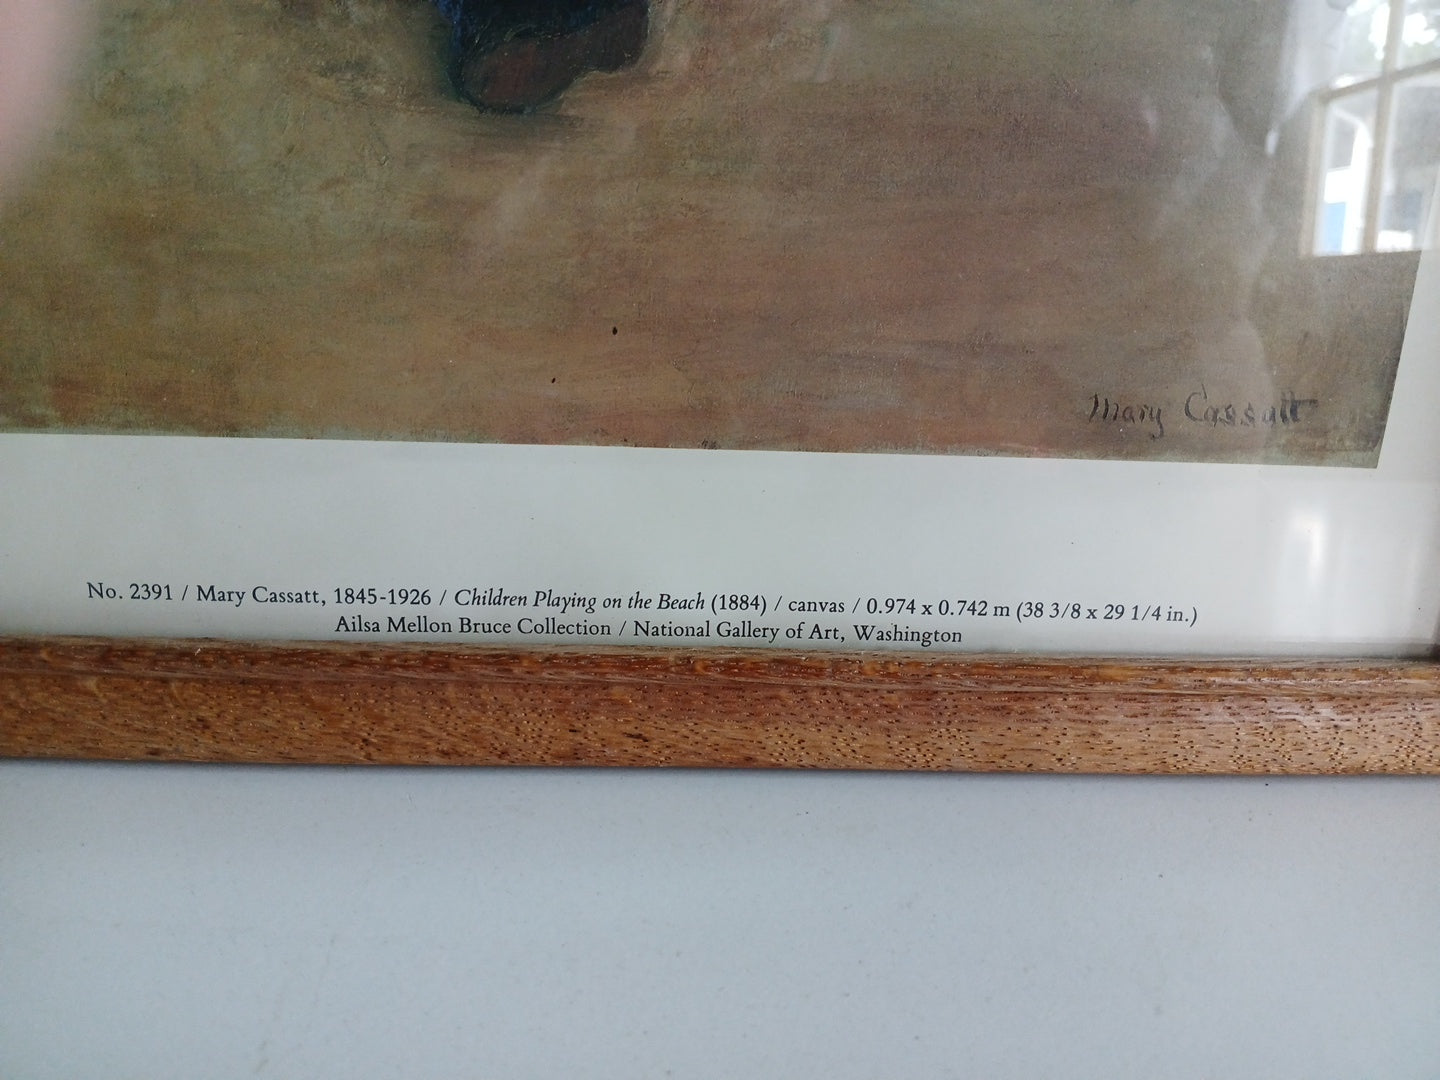 Mary Cassatt
No. 2391 / Mary Cassatt, 1845-1926 / Children Playing on the Beach (1884) / canvas / 0.974 x 0.742 m (38 3/8 x 29 1/4 in.)
Ailsa Mellon Bruce Collection / National Gallery of Art, Washington